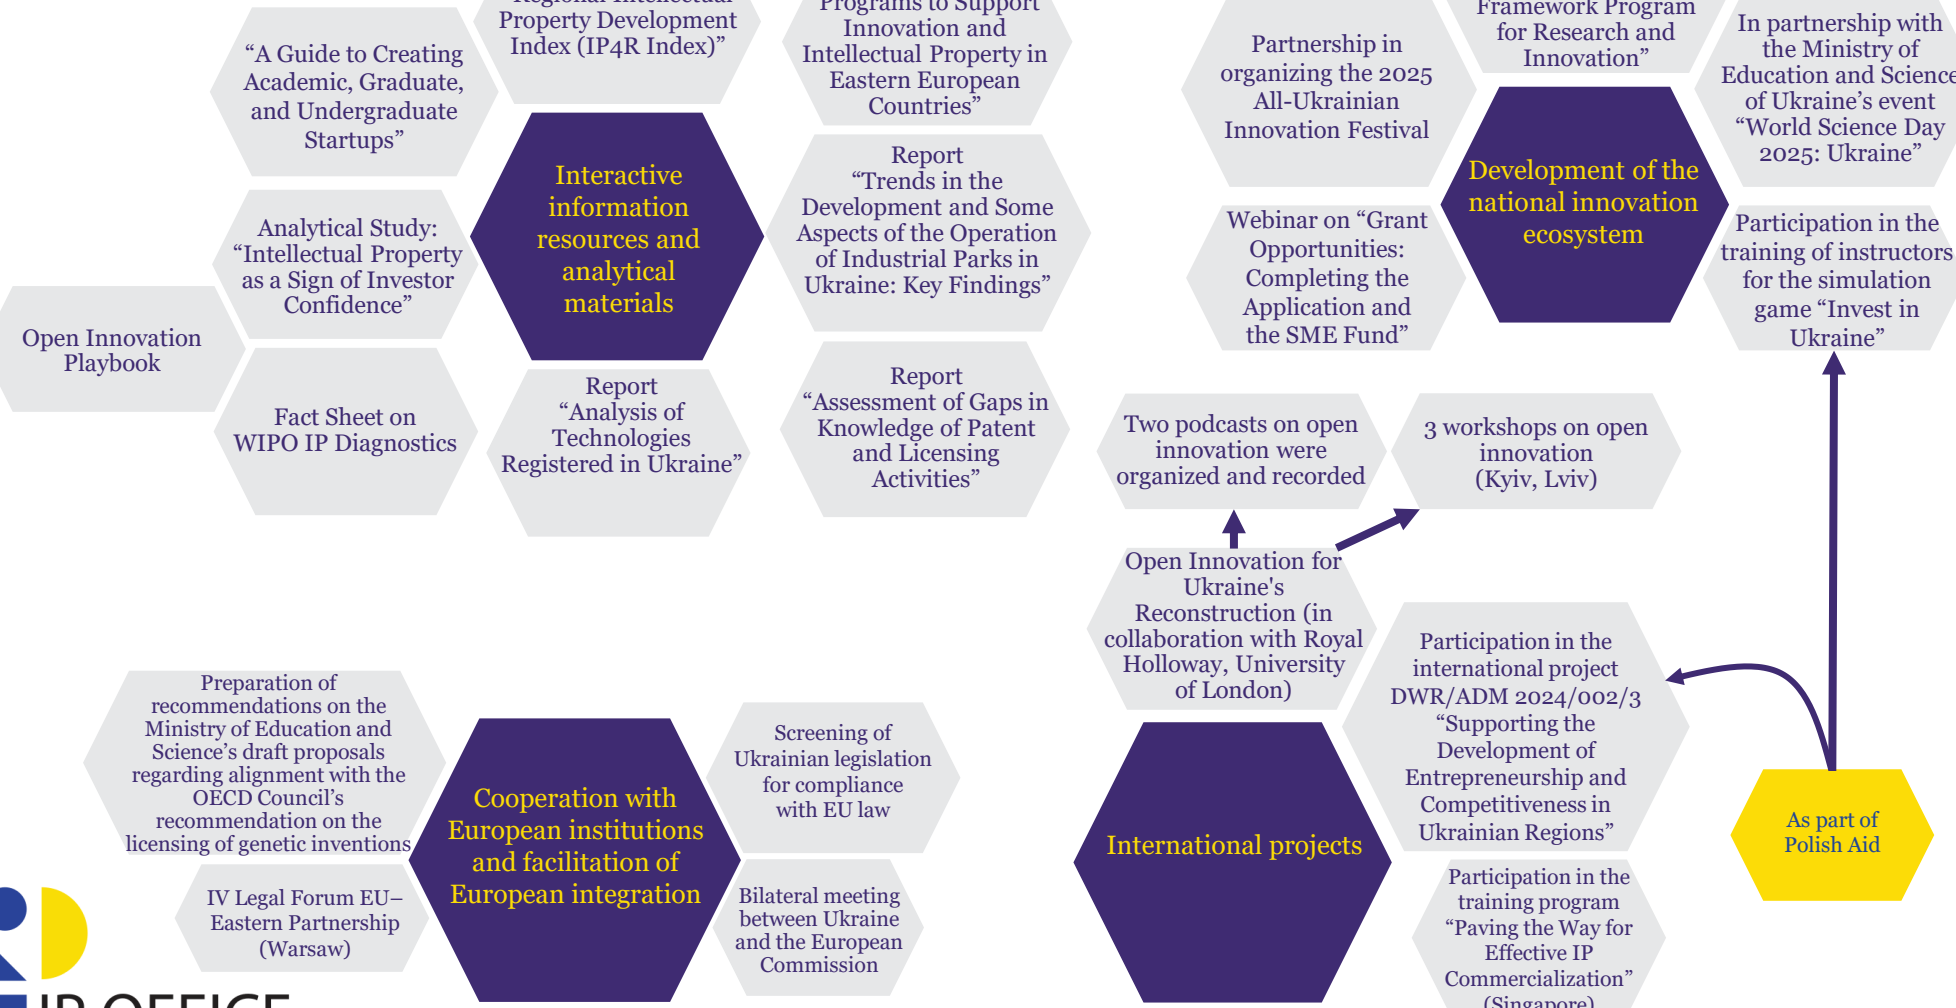 “A Guide to Creating
Academic, Graduate,
and Undergraduate
Startups”
Regional Intellectual
Property Development
Index (IP4R Index)”
Programs to Support
Innovation and
Intellectual Property in
Eastern European
Countries”
Interactive
information
resources and
analytical
materials
Analytical Study:
“Intellectual Property
as a Sign of Investor
Confidence”
Report
“Trends in the
Development and Some
Aspects of the Operation
of Industrial Parks in
Ukraine: Key Findings”
Open Innovation
Playbook
Fact Sheet on
WIPO IP Diagnostics
Report
“Analysis of
Technologies
Registered in Ukraine”
Report
“Assessment of Gaps in
Knowledge of Patent
and Licensing
Activities”
Partnership in
organizing the 2025
All-Ukrainian
Innovation Festival
Framework Program
for Research and
Innovation”
In partnership with
the Ministry of
Education and Science
of Ukraine’s event
“World Science Day
2025: Ukraine”
Development of the
national innovation
ecosystem
Webinar on “Grant
Opportunities:
Completing the
Application and
the SME Fund”
Participation in the
training of instructors
for the simulation
game “Invest in
Ukraine”
Two podcasts on open
innovation were
organized and recorded
3 workshops on open
innovation
(Kyiv, Lviv)
Open Innovation for
Ukraine's
Reconstruction (in
collaboration with Royal
Holloway, University
of London)
Participation in the
international project
DWR/ADM 2024/002/3
“Supporting the
Development of
Entrepreneurship and
Competitiveness in
Ukrainian Regions”
International projects
As part of
Polish Aid
Participation in the
training program
“Paving the Way for
Effective IP
Commercialization”
(Singapore)
Preparation of
recommendations on the
Ministry of Education and
Science’s draft proposals
regarding alignment with the
OECD Council’s
recommendation on the
licensing of genetic inventions
Cooperation with
European institutions
and facilitation of
European integration
Screening of
Ukrainian legislation
for compliance
with EU law
IV Legal Forum EU–
Eastern Partnership
(Warsaw)
Bilateral meeting
between Ukraine
and the European
Commission
IP OFFICE